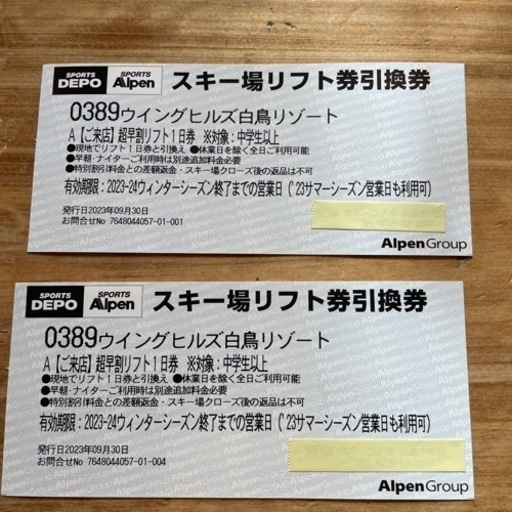 SPORTS DEPO SPORTS Alpen スキー場リフト券引換券
0389ウイングヒルズ白鳥リゾート
A【ご来店】超早割リフト1日券 ※対象:中学生以上
●現地でリフト1日券と引換え ●休業日を除く全日ご利用可能
●早朝・ナイターご利用時は別途追加料金必要
●特別割引料金との差額返金・スキー場クローズ後の返品は不可
有効期限:2023-24ウィンターシーズン終了までの営業日('23サマーシーズン営業日も利用可)
発行日2023年09月30日
お問合せNo 7648044057-01-001
AlpenGroup
SPORTS DEPO SPORTS Alpen スキー場リフト券引換券
0389ウイングヒルズ白鳥リゾート
A【ご来店】超早割リフト1日券 ※対象:中学生以上
●現地でリフト1日券と引換え ●休業日を除く全日ご利用可能
●早朝・ナイターご利用時は別途追加料金必要
●特別割引料金との差額返金・スキー場クローズ後の返品は不可
有効期限:2023-24ウィンターシーズン終了までの営業日('23サマーシーズン営業日も利用可)
発行日2023年09月30日
お問合せNo 7648044057-01-004
AlpenGroup